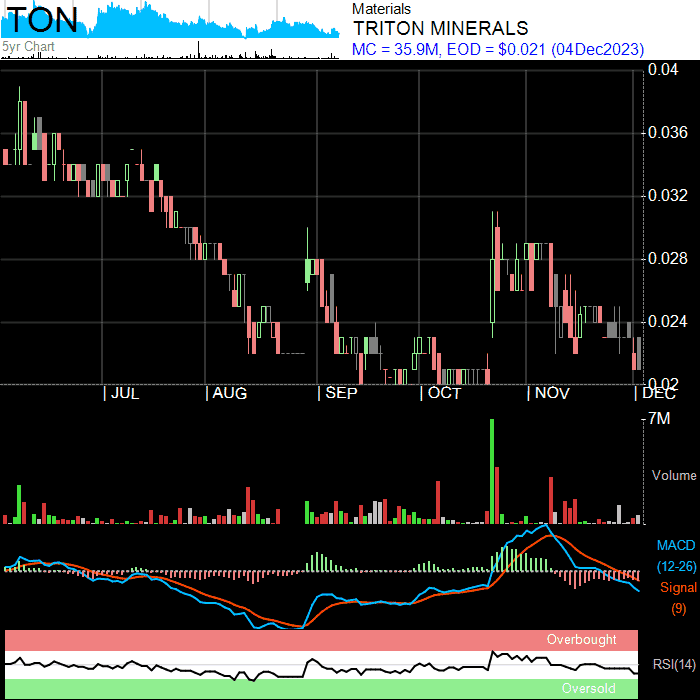 TON
5yr Chart
Materials
TRITON MINERALS
MC = 35.9M, EOD = $0.021 (04Dec2023)
0.04
0.036
0.032
0.028
0.024
0.02
JUL AUG SEP OCT NOV DEC
7M
Volume
MACD
(12-26)
Signal
(9)
Overbought
RSI(14)
Oversold